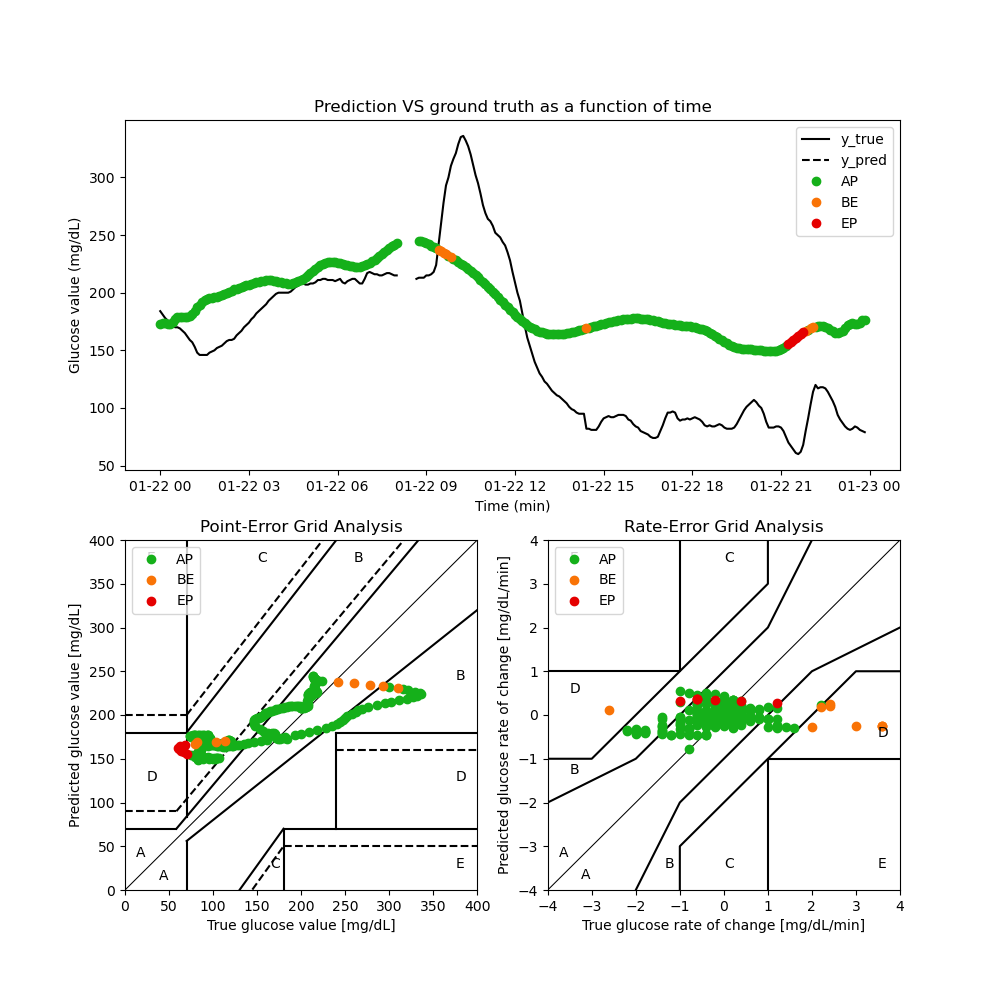 Prediction VS ground truth as a function of time
Glucose value (mg/dL)
300
250
200
150
100
50
y_true
y_pred
AP
BE
EP
01-22 00 01-22 03 01-22 06 01-22 09 01-22 12 01-22 15 01-22 18 01-22 21 01-23 00
Time (min)
Point-Error Grid Analysis
Predicted glucose value [mg/dL]
400
350
300
250
200
150
100
50
0
AP
BE
EP
C
B
B
D
D
A
A
C
E
0 50 100 150 200 250 300 350 400
True glucose value [mg/dL]
Rate-Error Grid Analysis
Predicted glucose rate of change [mg/dL/min]
4
3
2
1
0
−1
−2
−3
−4
AP
BE
EP
C
D
D
B
A
A
B
C
E
−4 −3 −2 −1 0 1 2 3 4
True glucose rate of change [mg/dL/min]